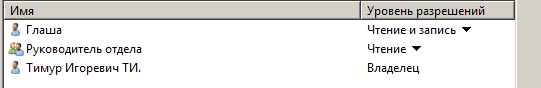 Имя Уровень разрешений
Глаша Чтение и запись
Руководитель отдела Чтение
Тимур Игоревич ТИ. Владелец